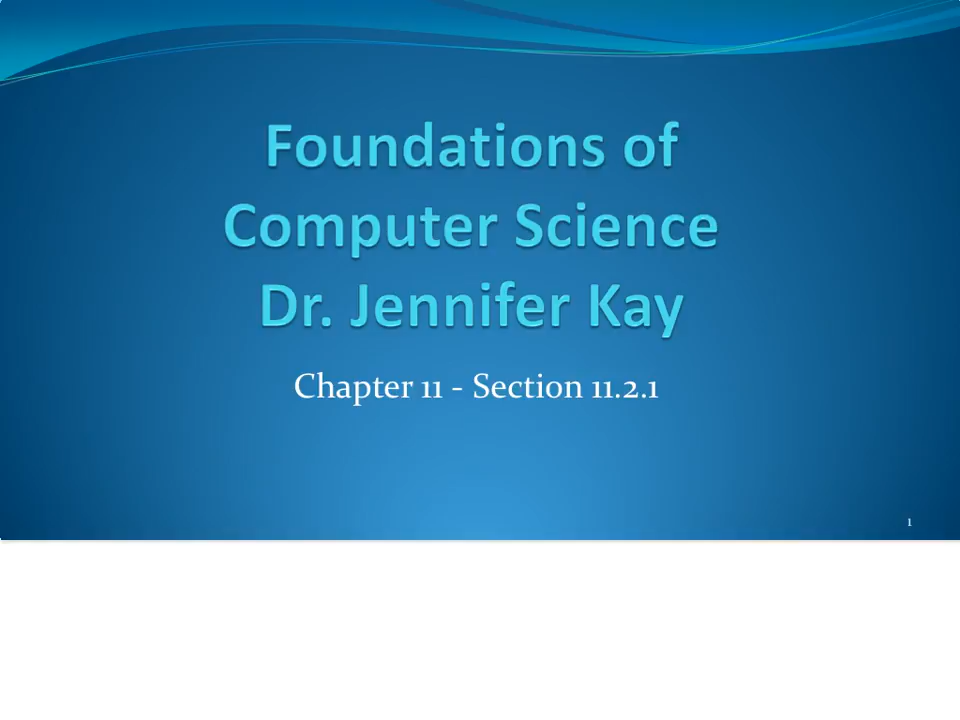 Foundations of
Computer Science
Dr. Jennifer Kay
Chapter 11 - Section 11.2.1
1